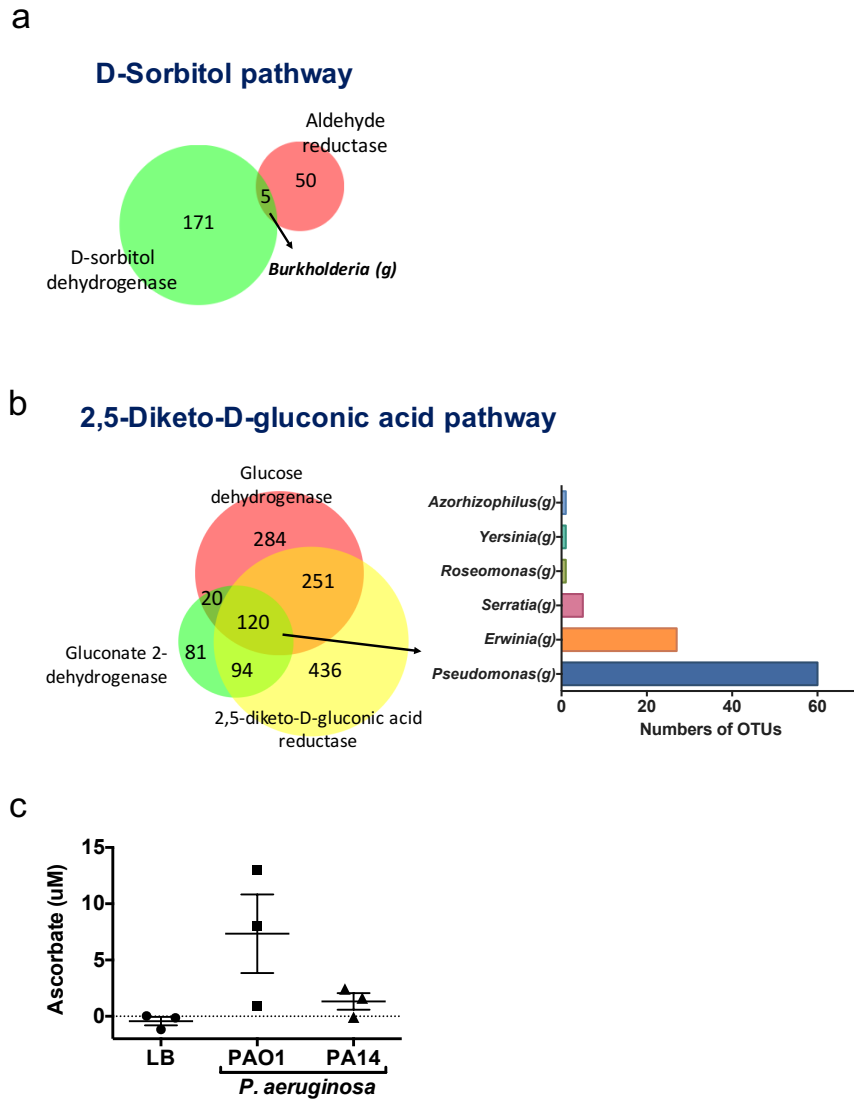 a
D-Sorbitol pathway
Aldehyde
reductase
50
5
171
D-sorbitol
dehydrogenase
Burkholderia (g)
b
2,5-Diketo-D-gluconic acid pathway
Glucose
dehydrogenase
284
251
20
120
Gluconate 2-
dehydrogenase
81
94
436
2,5-diketo-D-gluconic acid
reductase
Azorhizophilus(g)
Yersinia(g)
Roseomonas(g)
Serratia(g)
Erwinia(g)
Pseudomonas(g)
0 20 40 60
Numbers of OTUs
c
Ascorbate (uM)
15
10
5
0
LB PAO1 PA14
P. aeruginosa